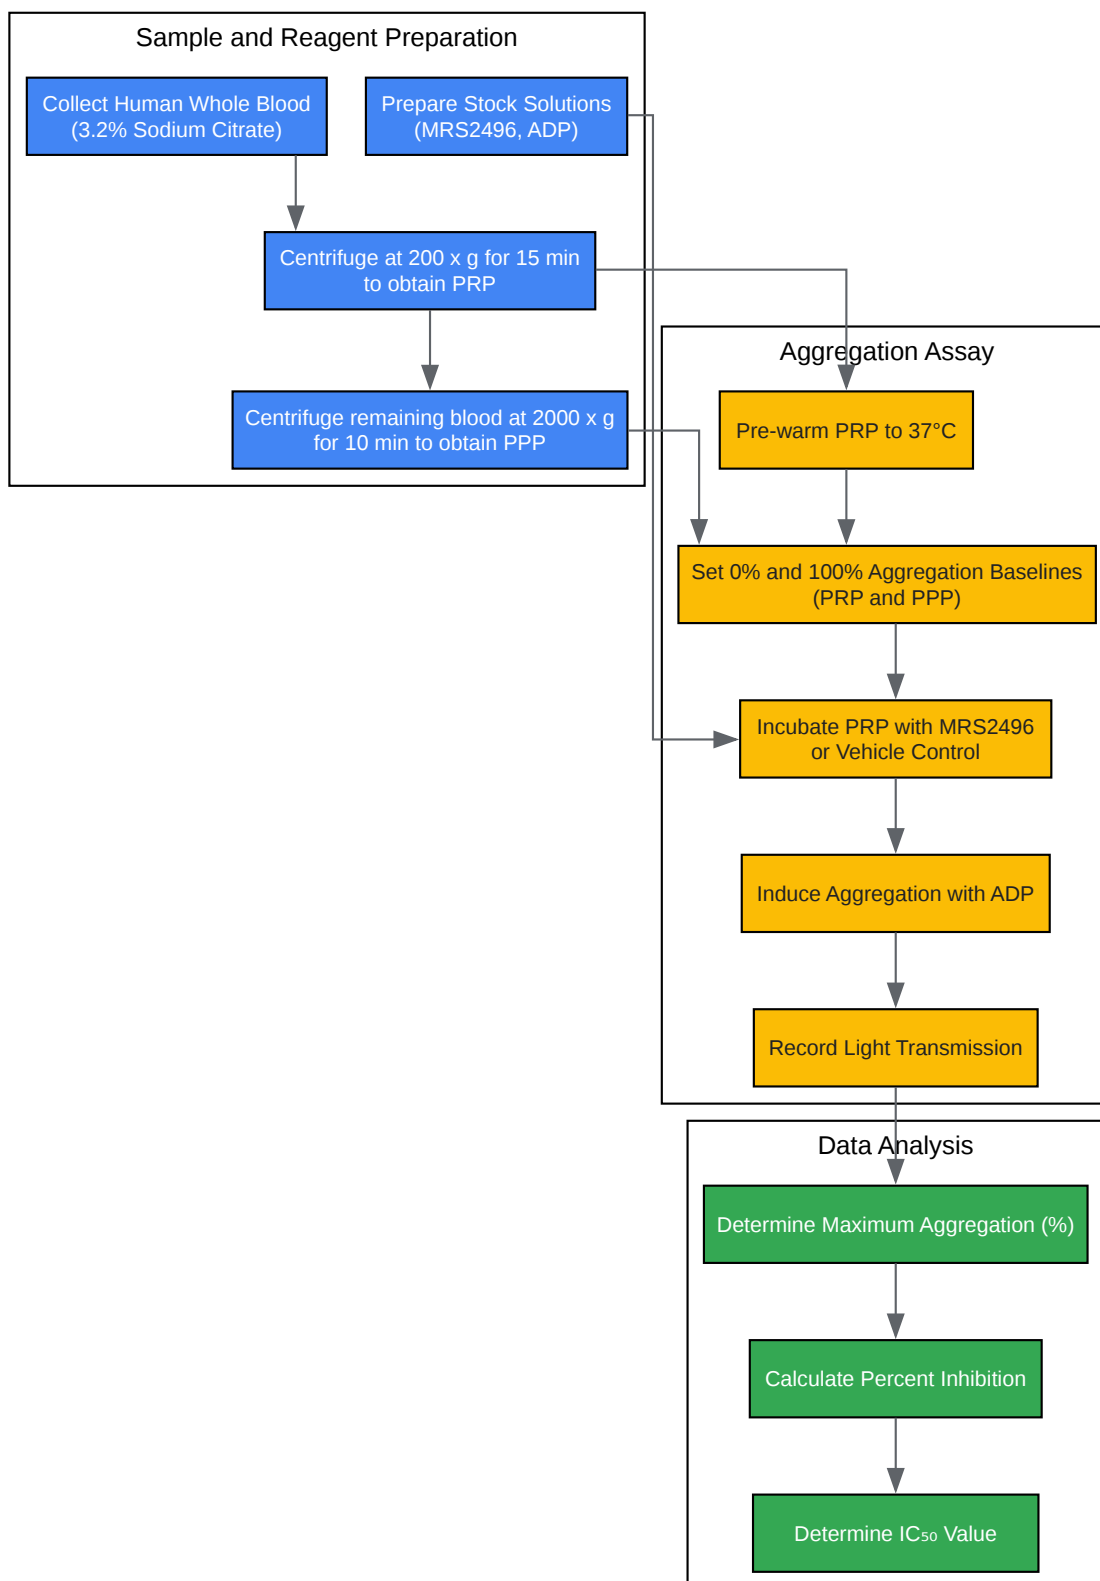 Sample and Reagent Preparation
Collect Human Whole Blood
(3.2% Sodium Citrate)
Prepare Stock Solutions
(MRS2496, ADP)
Centrifuge at 200 x g for 15 min
to obtain PRP
Centrifuge remaining blood at 2000 x g
for 10 min to obtain PPP
Aggregation Assay
Pre-warm PRP to 37°C
Set 0% and 100% Aggregation Baselines
(PRP and PPP)
Incubate PRP with MRS2496
or Vehicle Control
Induce Aggregation with ADP
Record Light Transmission
Data Analysis
Determine Maximum Aggregation (%)
Calculate Percent Inhibition
Determine IC₅₀ Value